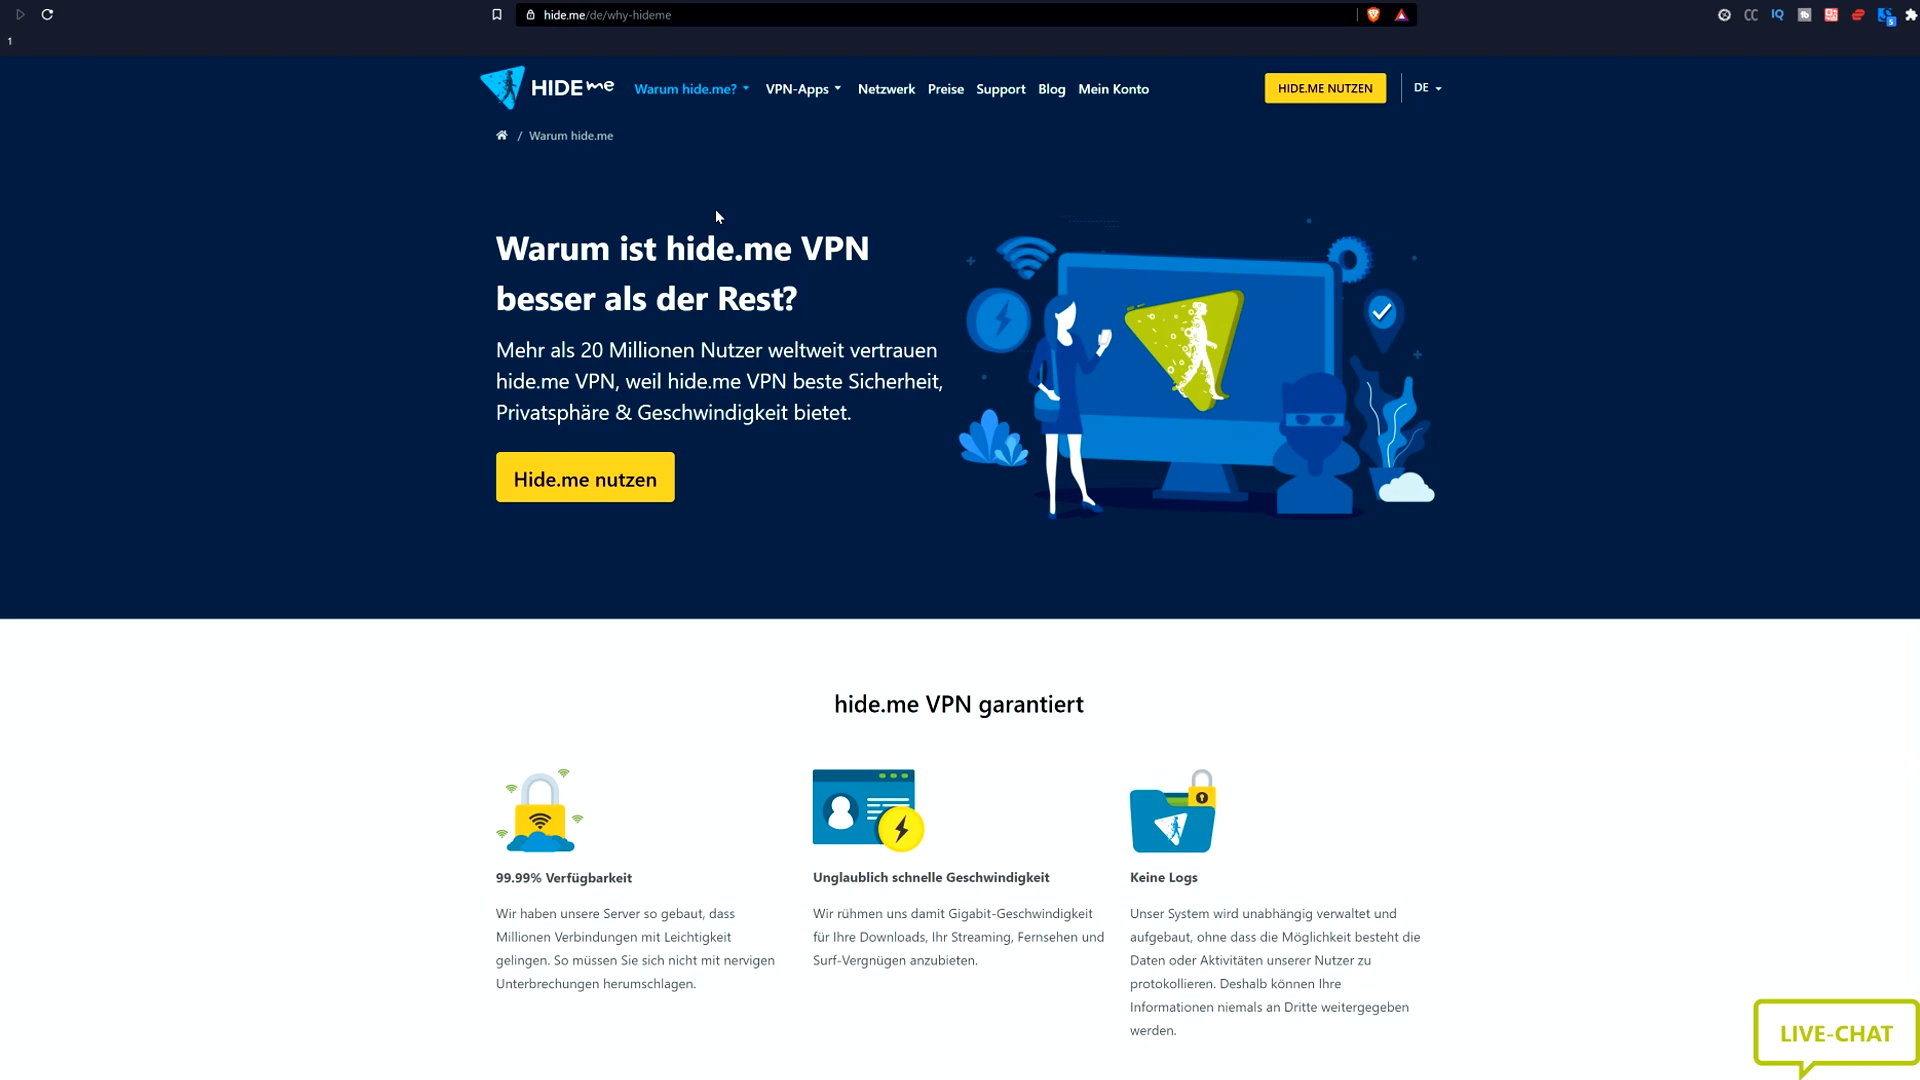 hide.me/de/why-hideme
CC
IQ
5
1
HIDEme
Warum hide.me?
VPN-Apps
Netzwerk
Preise
Support
Blog
Mein Konto
HIDE.ME NUTZEN
DE
/ Warum hide.me
Warum ist hide.me VPN
besser als der Rest?
Mehr als 20 Millionen Nutzer weltweit vertrauen
hide.me VPN, weil hide.me VPN beste Sicherheit,
Privatsphäre & Geschwindigkeit bietet.
Hide.me nutzen
hide.me VPN garantiert
99.99% Verfügbarkeit
Wir haben unsere Server so gebaut, dass
Millionen Verbindungen mit Leichtigkeit
gelingen. So müssen Sie sich nicht mit nervigen
Unterbrechungen herumschlagen.
Unglaublich schnelle Geschwindigkeit
Wir rühmen uns damit Gigabit-Geschwindigkeit
für Ihre Downloads, Ihr Streaming, Fernsehen und
Surf-Vergnügen anzubieten.
Keine Logs
Unser System wird unabhängig verwaltet und
aufgebaut, ohne dass die Möglichkeit besteht die
Daten oder Aktivitäten unserer Nutzer zu
protokollieren. Deshalb können Ihre
Informationen niemals an Dritte weitergegeben
werden.
LIVE-CHAT